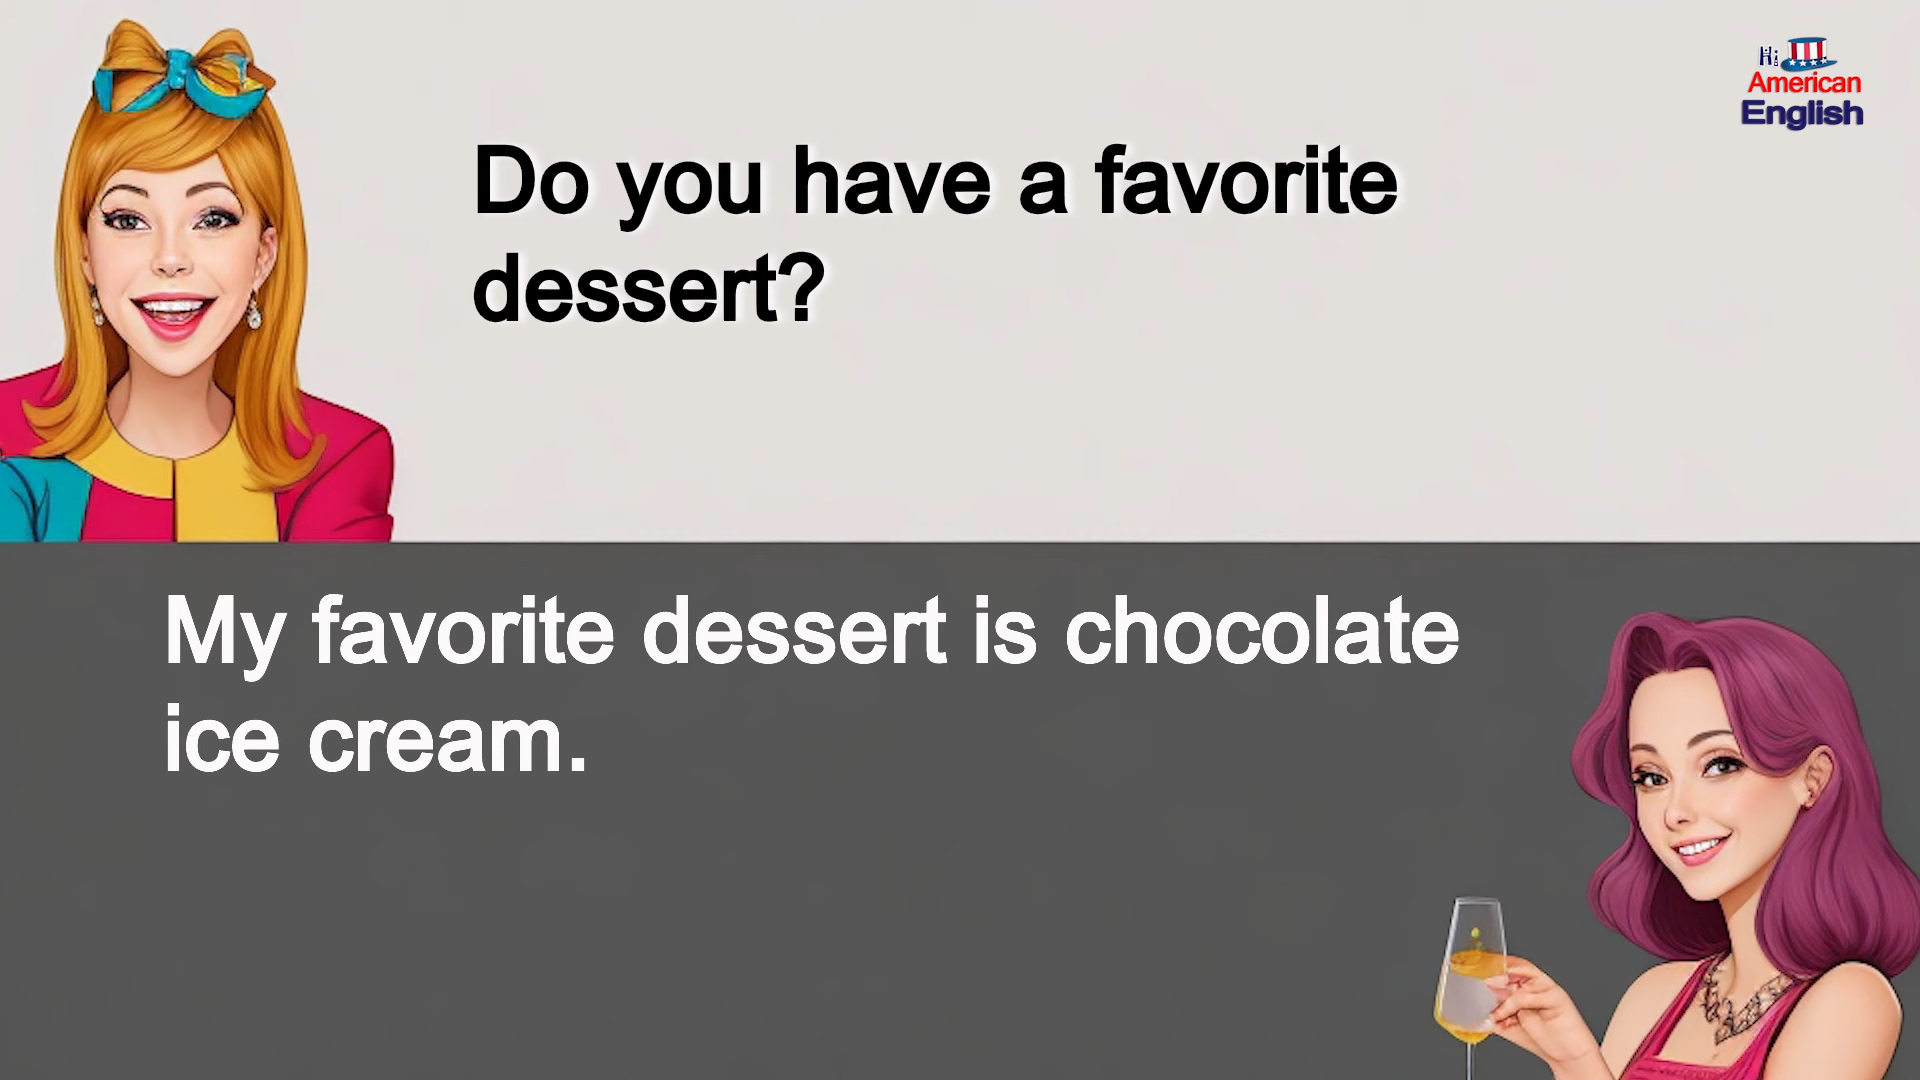 Hi
American
English
Do you have a favorite
dessert?
My favorite dessert is chocolate
ice cream.